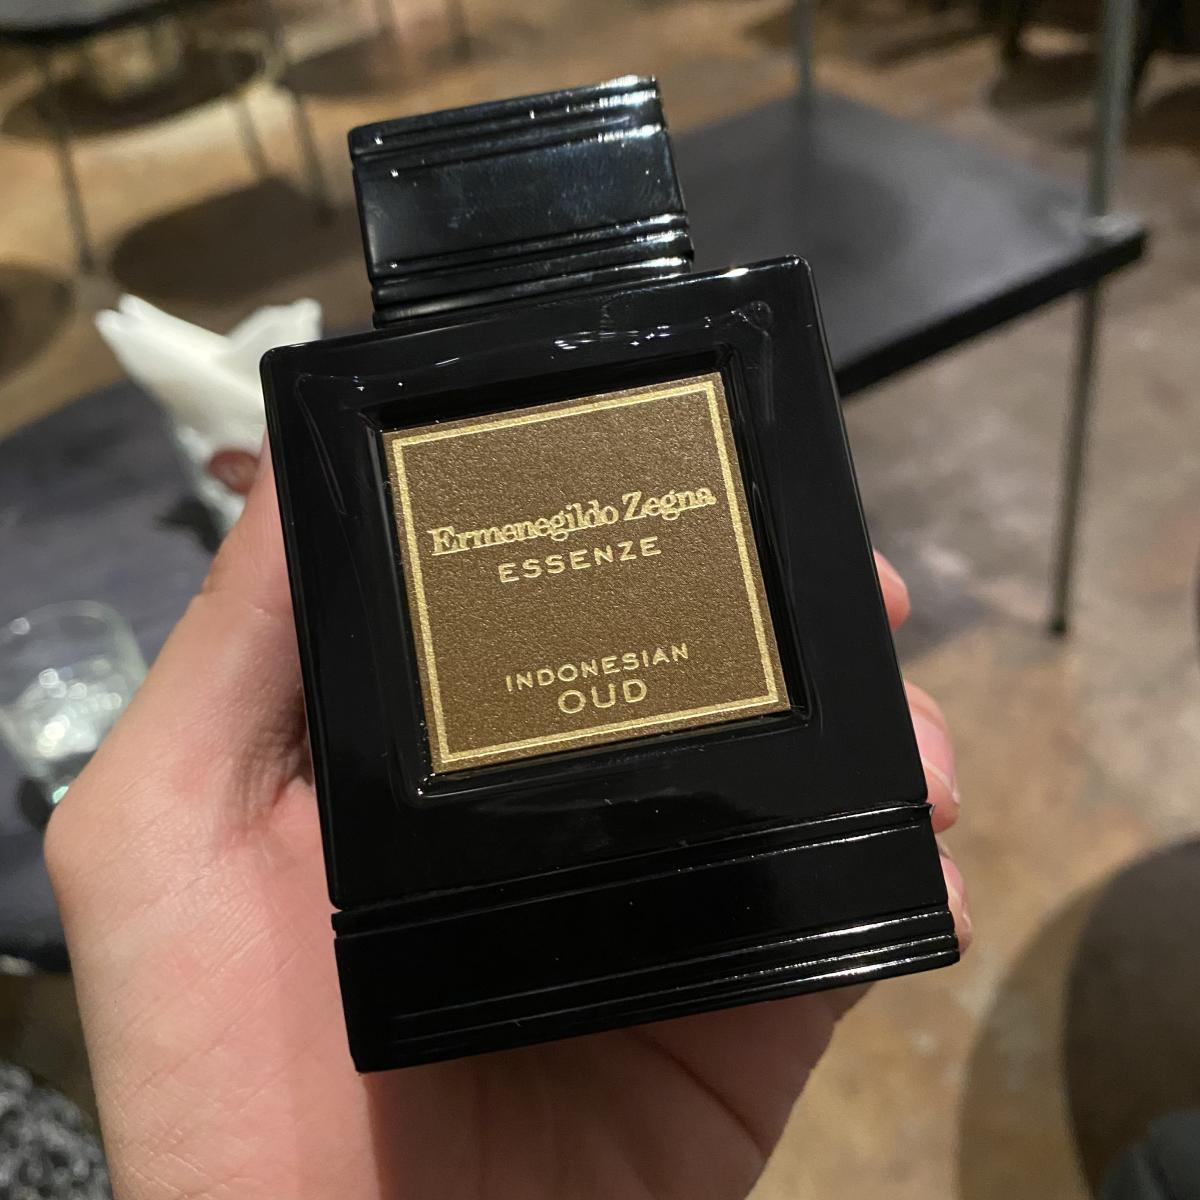 Ermenegildo Zegna
ESSENZE
INDONESIAN
OUD